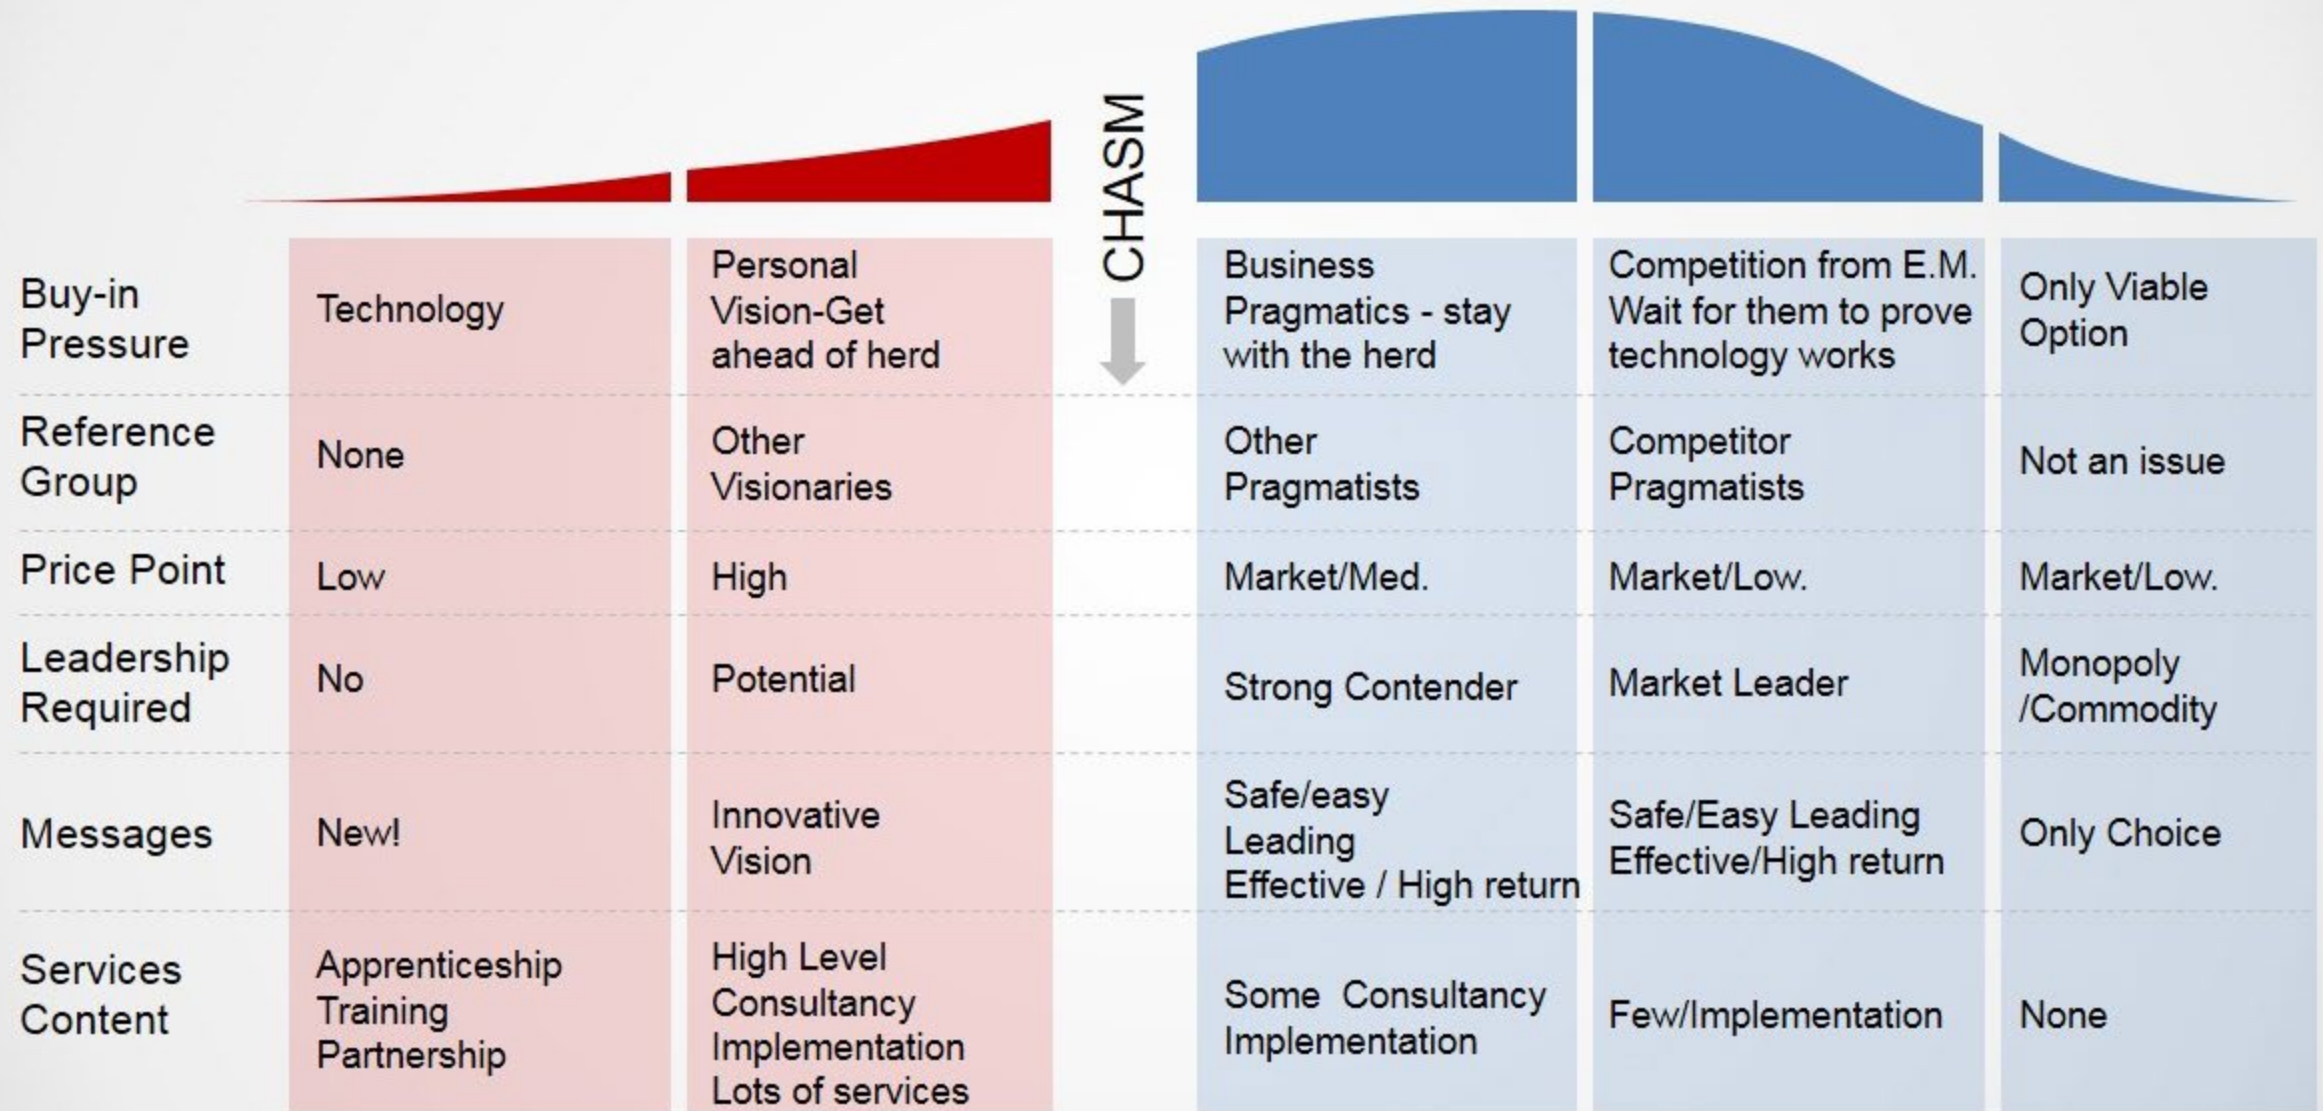 CHASM
Buy-in
Pressure
Technology
Personal
Vision-Get
ahead of herd
Business
Pragmatics - stay
with the herd
Competition from E.M.
Wait for them to prove
technology works
Only Viable
Option
Reference
Group
None
Other
Visionaries
Other
Pragmatists
Competitor
Pragmatists
Not an issue
Price Point
Low
High
Market/Med.
Market/Low.
Market/Low.
Leadership
Required
No
Potential
Strong Contender
Market Leader
Monopoly
/Commodity
Messages
New!
Innovative
Vision
Safe/easy
Leading
Effective / High return
Safe/Easy Leading
Effective/High return
Only Choice
Services
Content
Apprenticeship
Training
Partnership
High Level
Consultancy
Implementation
Lots of services
Some  Consultancy
Implementation
Few/Implementation
None